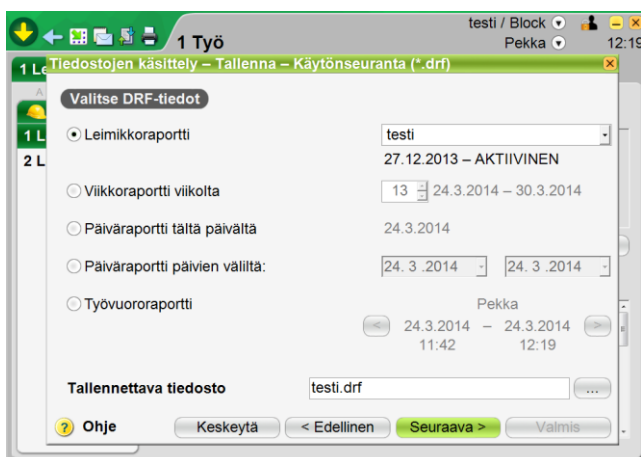 testi / Block
1 Työ
Pekka
12:19
1 Le
Tiedostojen käsittely – Tallenna – Käytönseuranta (*.drf)
A
Valitse DRF-tiedot
1 L
Leimikkoraportti
testi
2 L
27.12.2013 – AKTIIVINEN
Viikkoraportti viikolta
13
24.3.2014 – 30.3.2014
Päiväraportti tältä päivältä
24.3.2014
Päiväraportti päivien väliltä:
24. 3 .2014
24. 3 .2014
Työvuororaportti
Pekka
< 24.3.2014 – 24.3.2014 >
11:42 12:19
Tallennettava tiedosto
testi.drf
...
? Ohje
Keskeytä
< Edellinen
Seuraava >
Valmis